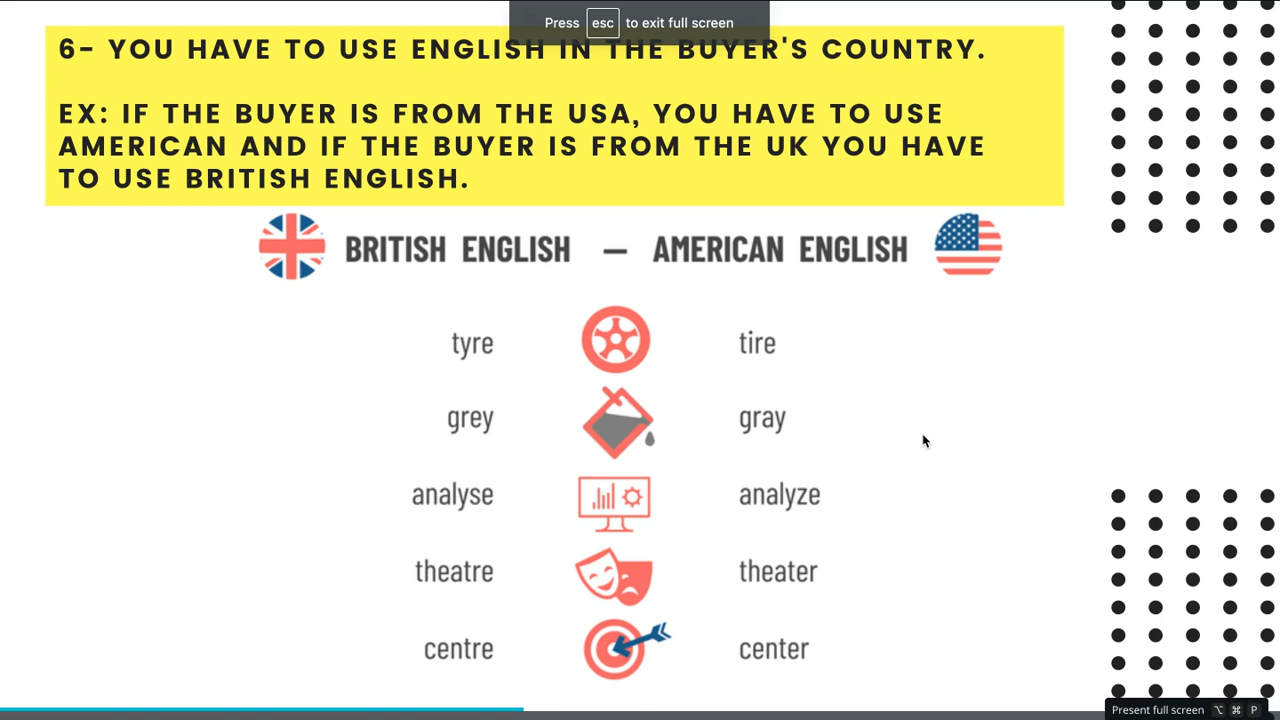 Press esc to exit full screen
6- YOU HAVE TO USE ENGLISH IN THE BUYER'S COUNTRY.
EX: IF THE BUYER IS FROM THE USA, YOU HAVE TO USE
AMERICAN AND IF THE BUYER IS FROM THE UK YOU HAVE
TO USE BRITISH ENGLISH.
BRITISH ENGLISH — AMERICAN ENGLISH
tyre tire
grey gray
analyse analyze
theatre theater
centre center
Present full screen ⌥ ⌘ P